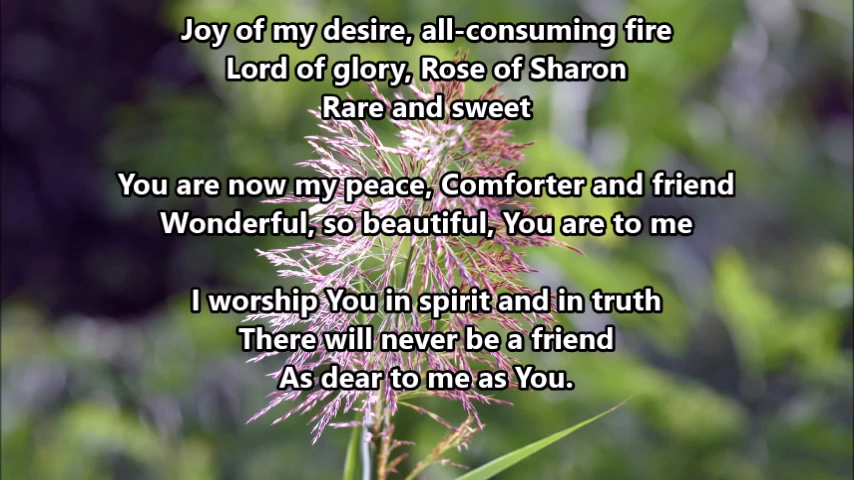 Joy of my desire, all-consuming fire
Lord of glory, Rose of Sharon
Rare and sweet
You are now my peace, Comforter and friend
Wonderful, so beautiful, You are to me
I worship You in spirit and in truth
There will never be a friend
As dear to me as You.